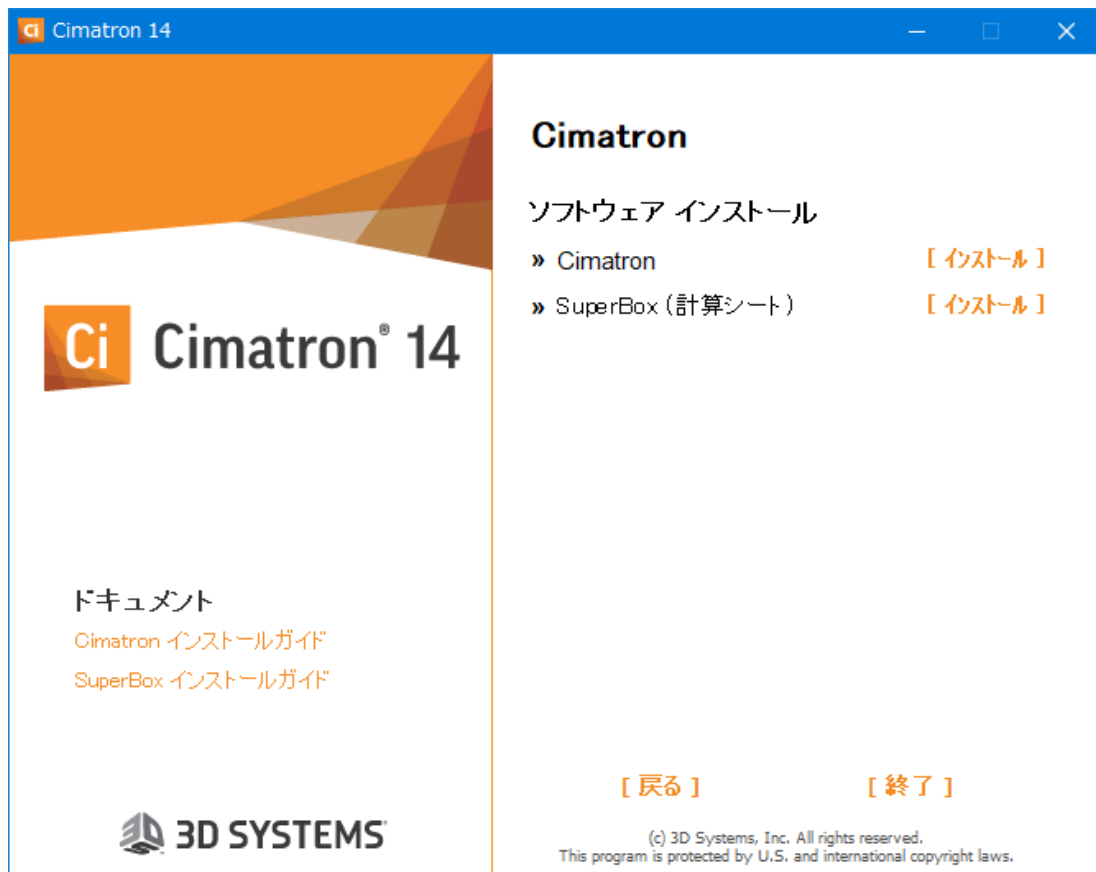 Ci Cimatron 14
Cimatron
ソフトウェア インストール
» Cimatron [ インストール ]
» SuperBox (計算シート) [ インストール ]
Ci Cimatron® 14
ドキュメント
Cimatron インストールガイド
SuperBox インストールガイド
[ 戻る ] [ 終了 ]
3D SYSTEMS
(c) 3D Systems, Inc. All rights reserved.
This program is protected by U.S. and international copyright laws.